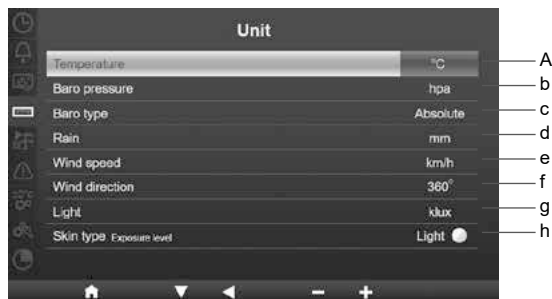 Unit
Temperature °C A
Baro pressure hpa b
Baro type Absolute c
Rain mm d
Wind speed km/h e
Wind direction 360° f
Light klux g
Skin type Exposure level Light h